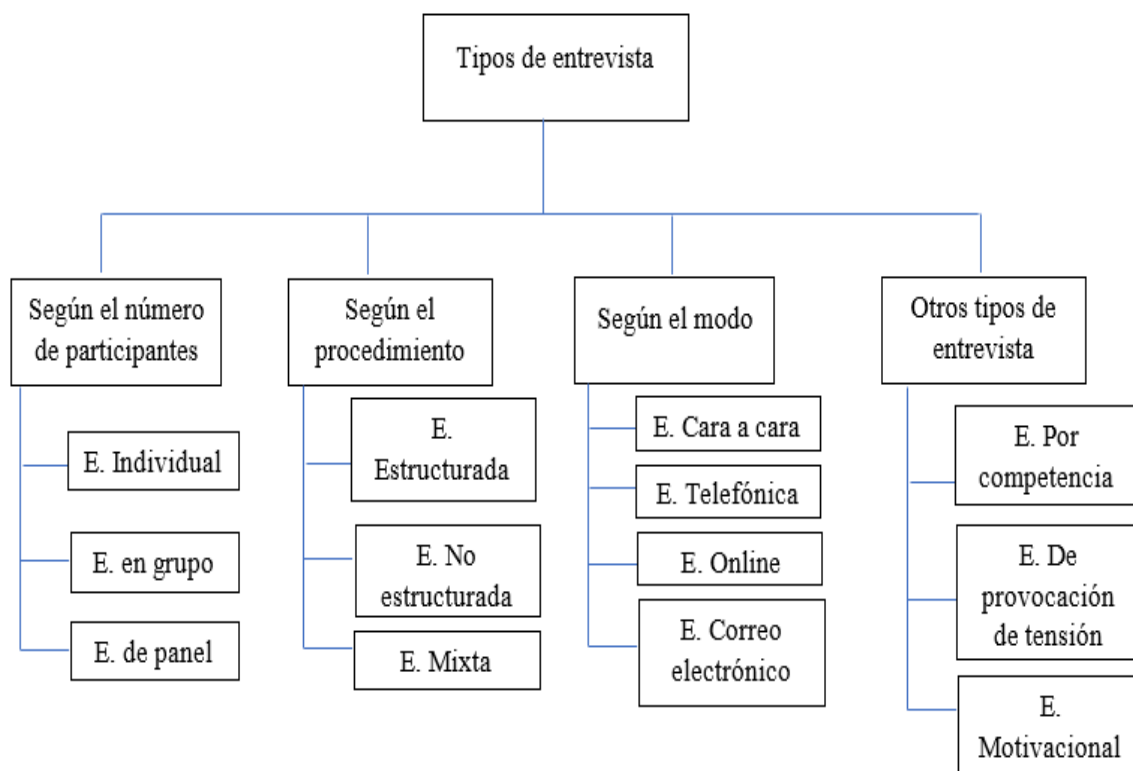 Tipos de entrevista
Según el número
de participantes
E. Individual
E. en grupo
E. de panel
Según el
procedimiento
E.
Estructurada
E. No
estructurada
E. Mixta
Según el modo
E. Cara a cara
E. Telefónica
E. Online
E. Correo
electrónico
Otros tipos de
entrevista
E. Por
competencia
E. De
provocación
de tensión
E.
Motivacional